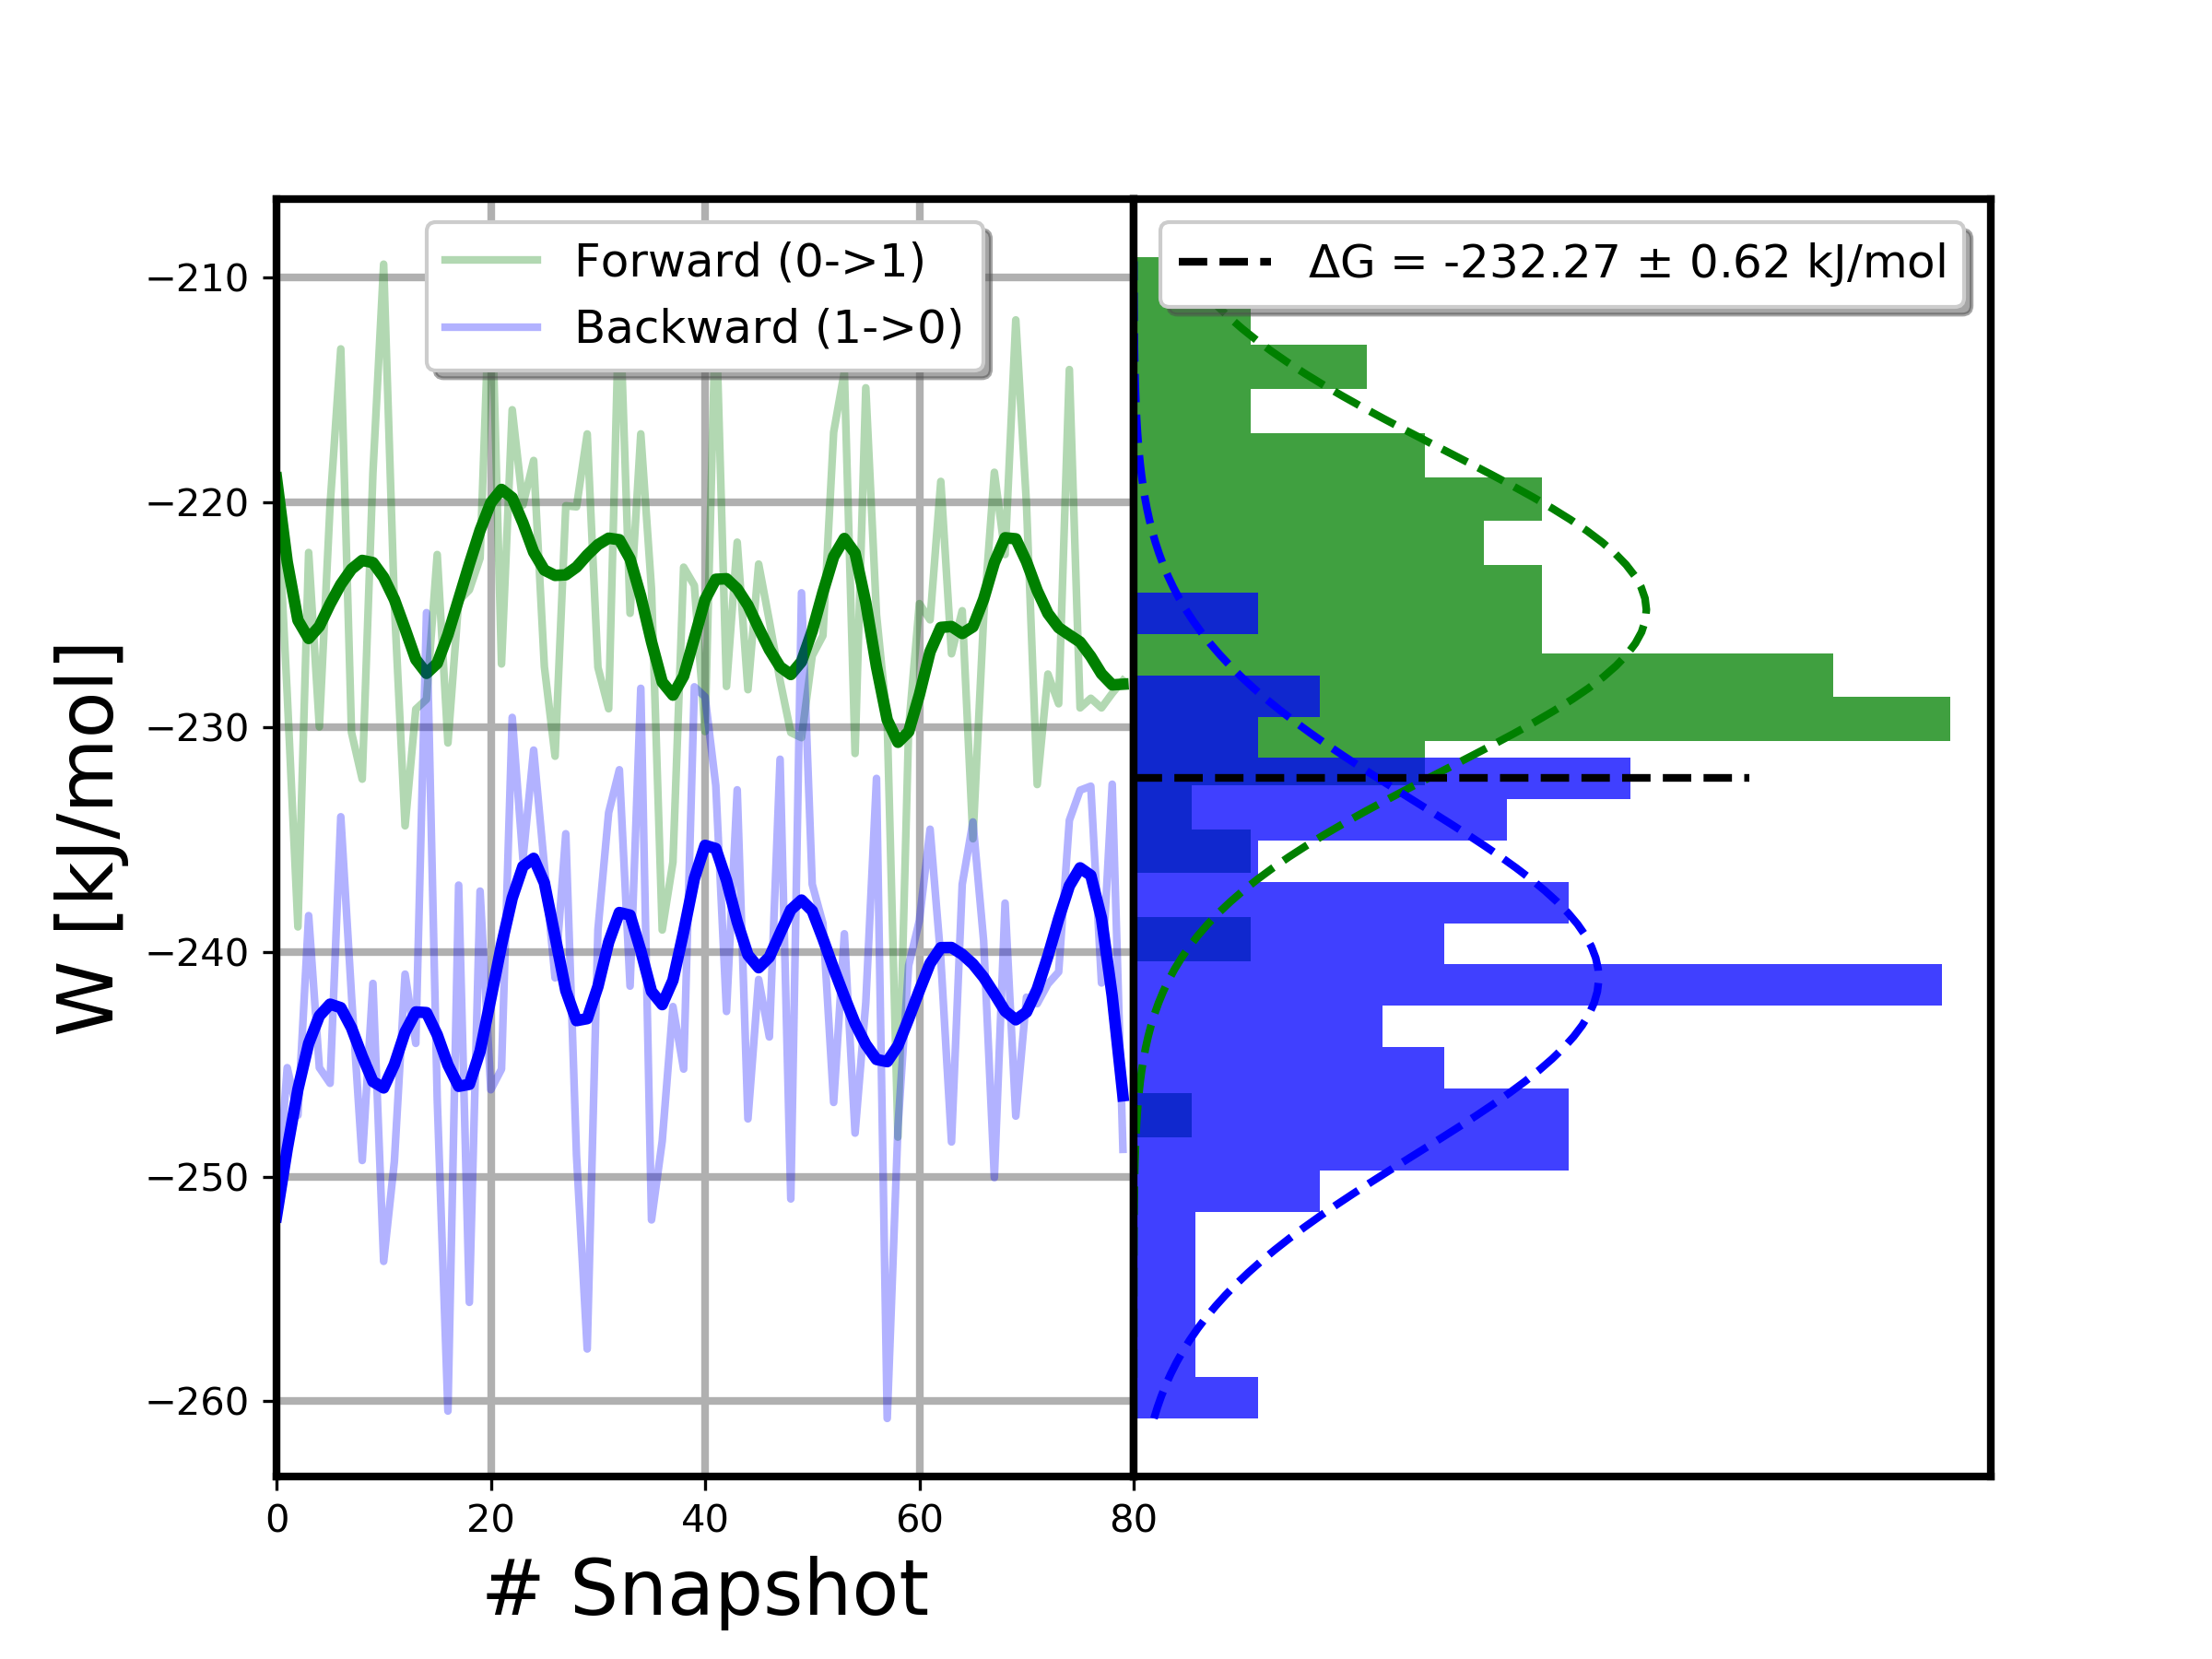 Forward (0->1)
Backward (1->0)
ΔG = -232.27 ± 0.62 kJ/mol
W [kJ/mol]
−210
−220
−230
−240
−250
−260
0 20 40 60 80
# Snapshot